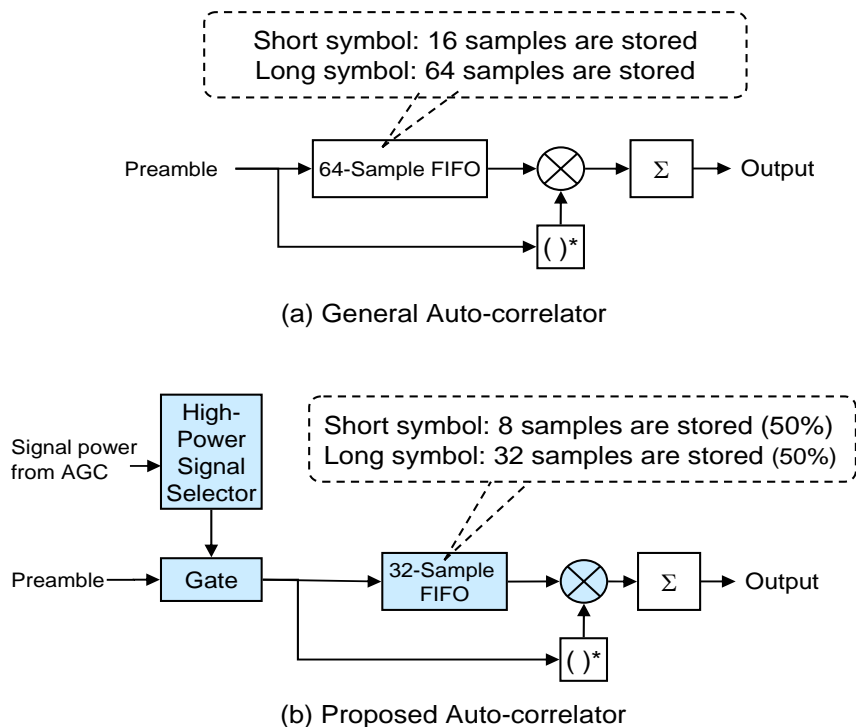 Short symbol: 16 samples are stored
Long symbol: 64 samples are stored
Preamble
64-Sample FIFO
Σ
Output
( )*
(a) General Auto-correlator
High-
Power
Signal
Selector
Signal power
from AGC
Short symbol: 8 samples are stored (50%)
Long symbol: 32 samples are stored (50%)
Preamble
Gate
32-Sample
FIFO
Σ
Output
( )*
(b) Proposed Auto-correlator